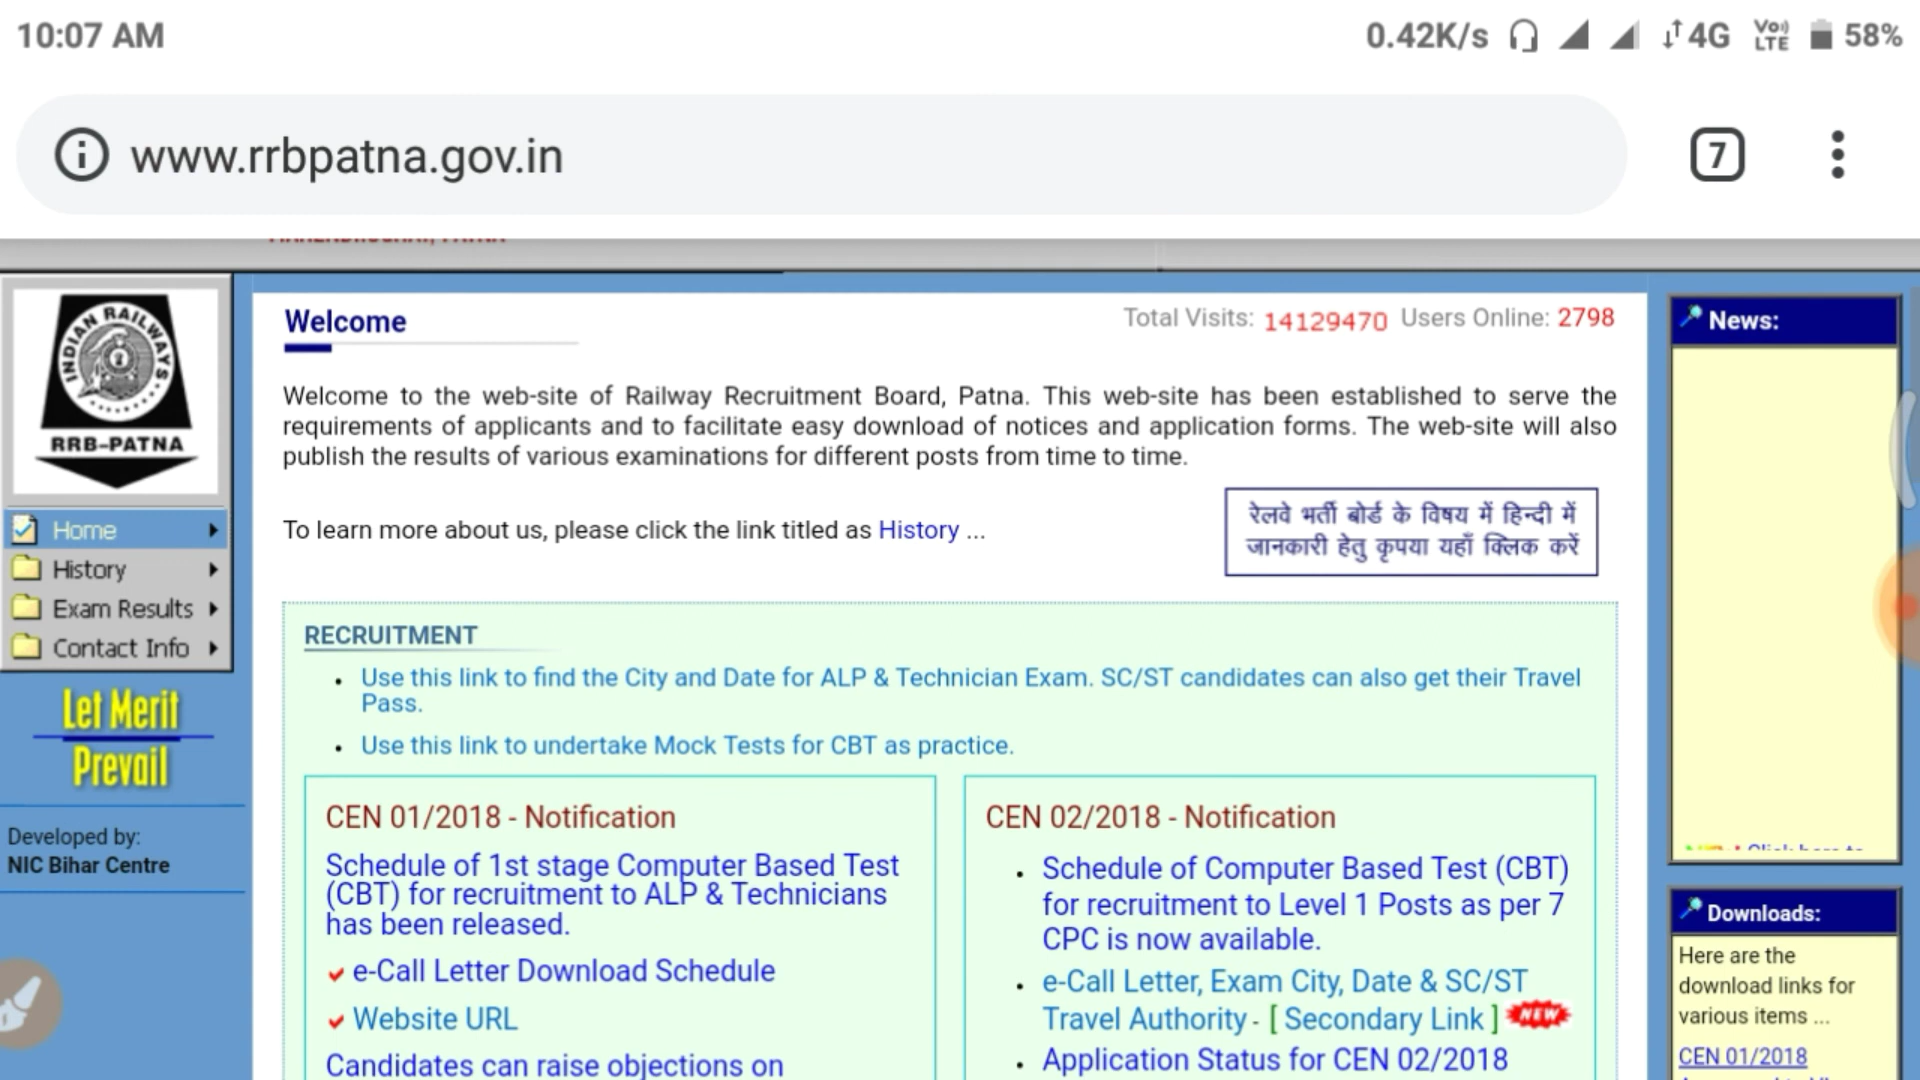 10:07 AM
0.42K/s
4G
Vo)) LTE
58%
www.rrbpatna.gov.in
7
INDIAN RAILWAYS
RRB-PATNA
Home
History
Exam Results
Contact Info
Let Merit
Prevail
Developed by:
NIC Bihar Centre
Welcome
Total Visits: 14129470 Users Online: 2798
Welcome to the web-site of Railway Recruitment Board, Patna. This web-site has been established to serve the
requirements of applicants and to facilitate easy download of notices and application forms. The web-site will also
publish the results of various examinations for different posts from time to time.
To learn more about us, please click the link titled as History ...
रेलवे भर्ती बोर्ड के विषय में हिन्दी में
जानकारी हेतु कृपया यहाँ क्लिक करें
RECRUITMENT
• Use this link to find the City and Date for ALP & Technician Exam. SC/ST candidates can also get their Travel
Pass.
• Use this link to undertake Mock Tests for CBT as practice.
CEN 01/2018 - Notification
Schedule of 1st stage Computer Based Test
(CBT) for recruitment to ALP & Technicians
has been released.
e-Call Letter Download Schedule
Website URL
Candidates can raise objections on
CEN 02/2018 - Notification
• Schedule of Computer Based Test (CBT)
for recruitment to Level 1 Posts as per 7
CPC is now available.
• e-Call Letter, Exam City, Date & SC/ST
Travel Authority - [ Secondary Link ] NEW
• Application Status for CEN 02/2018
News:
Downloads:
Here are the
download links for
various items ...
CEN 01/2018